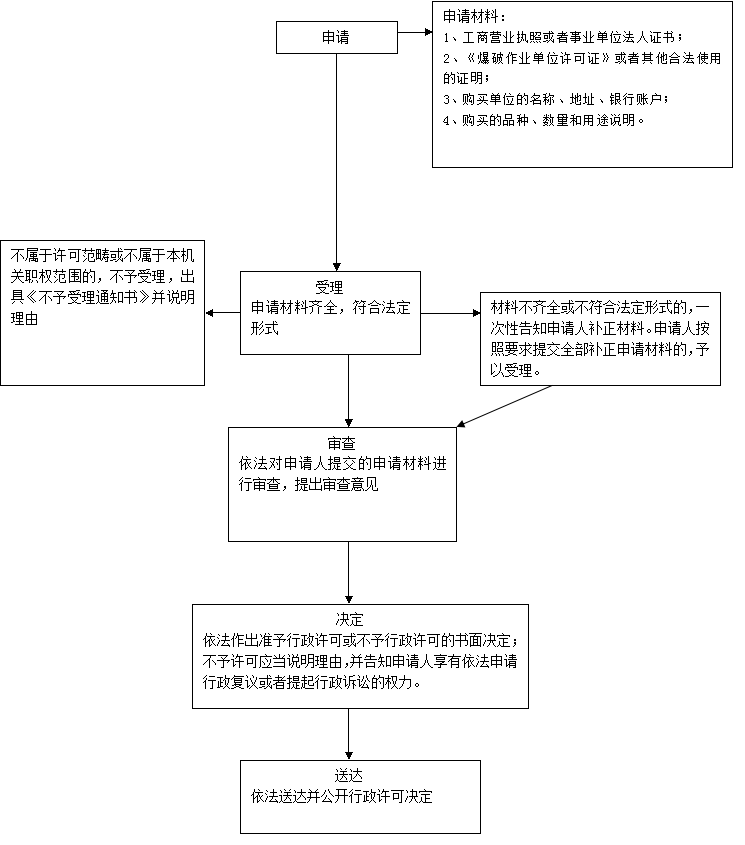 申请
申请材料：
1、工商营业执照或者事业单位法人证书；
2、《爆破作业单位许可证》或者其他合法使用
的证明；
3、购买单位的名称、地址、银行账户；
4、购买的品种、数量和用途说明。
不属于许可范畴或不属于本机
关职权范围的，不予受理，出
具《不予受理通知书》并说明
理由
受理
申请材料齐全，符合法定
形式
材料不齐全或不符合法定形式的，一
次性告知申请人补正材料。申请人按
照要求提交全部补正申请材料的，予
以受理。
审查
依法对申请人提交的申请材料进
行审查，提出审查意见
决定
依法作出准予行政许可或不予行政许可的书面决定；
不予许可应当说明理由，并告知申请人享有依法申请
行政复议或者提起行政诉讼的权力。
送达
依法送达并公开行政许可决定